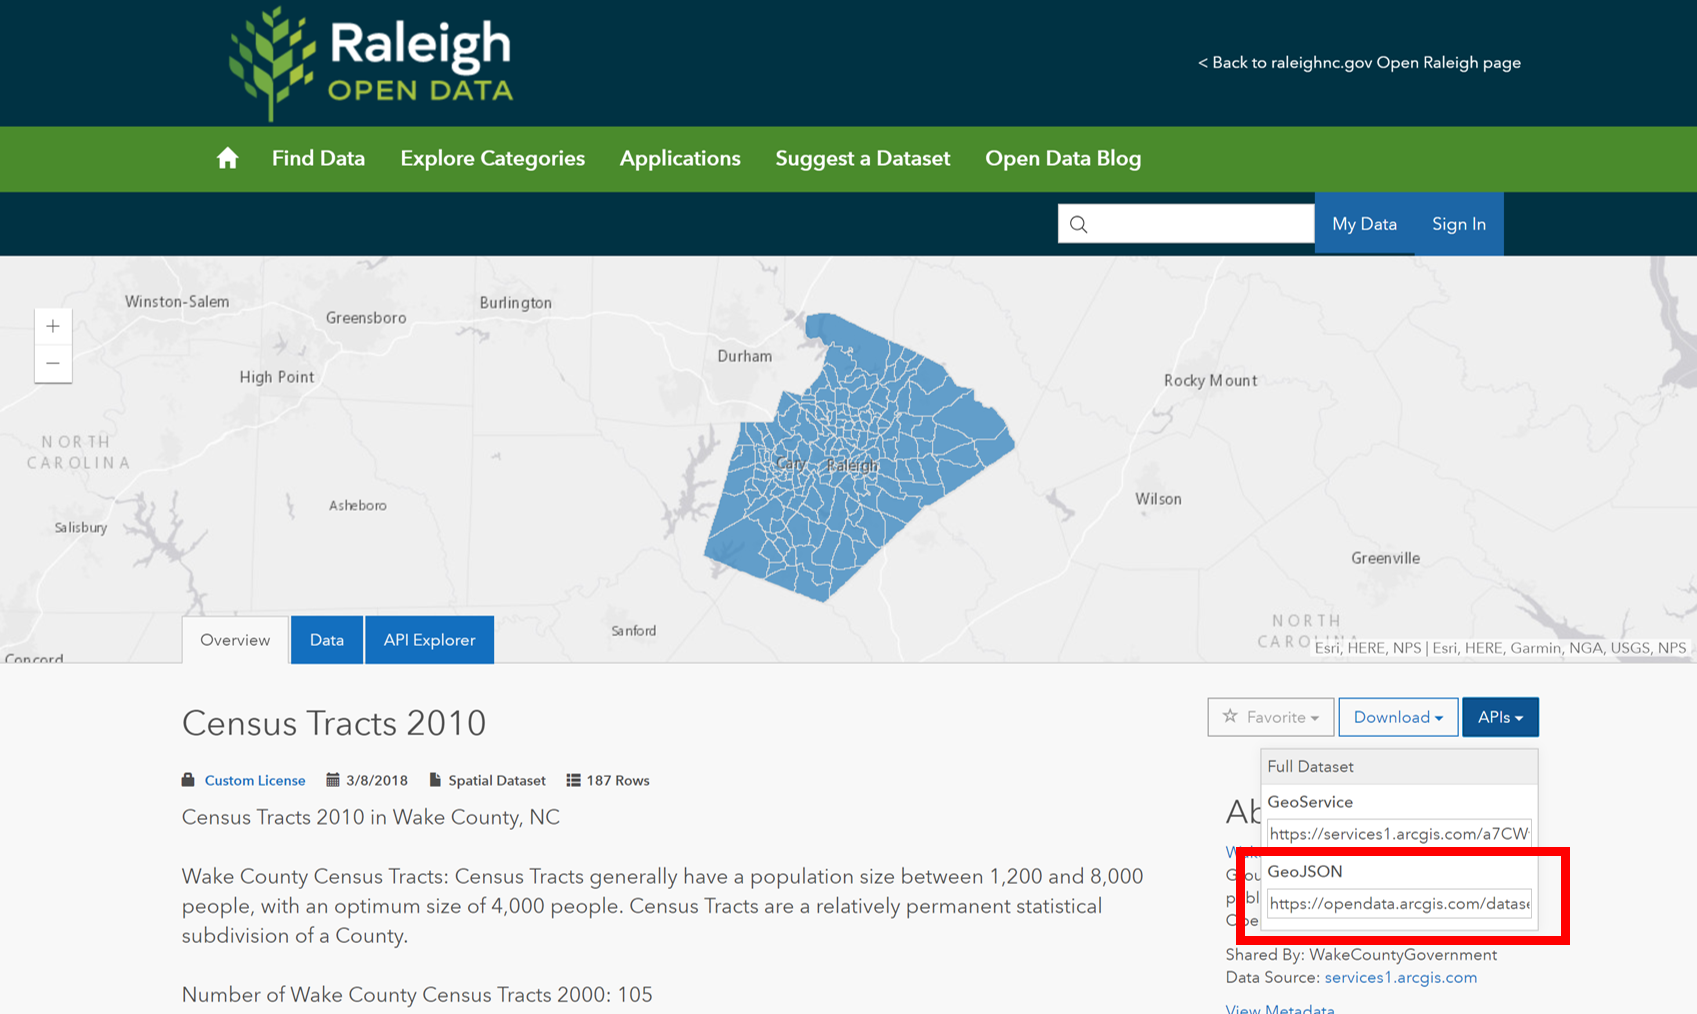 Raleigh
OPEN DATA
< Back to raleighnc.gov Open Raleigh page
Find Data Explore Categories Applications Suggest a Dataset Open Data Blog
My Data Sign In
Winston-Salem
Greensboro
Burlington
High Point
Durham
Rocky Mount
NORTH
CAROLINA
Cary Raleigh
Asheboro
Salisbury
Wilson
Greenville
Sanford
NORTH
CAROLINA
Concord
Esri, HERE, NPS | Esri, HERE, Garmin, NGA, USGS, NPS
Overview Data API Explorer
Census Tracts 2010
Favorite Download APIs
Custom License 3/8/2018 Spatial Dataset 187 Rows
Census Tracts 2010 in Wake County, NC
Wake County Census Tracts: Census Tracts generally have a population size between 1,200 and 8,000
people, with an optimum size of 4,000 people. Census Tracts are a relatively permanent statistical
subdivision of a County.
Number of Wake County Census Tracts 2000: 105
Full Dataset
GeoService
https://services1.arcgis.com/a7CW
GeoJSON
https://opendata.arcgis.com/datase
Shared By: WakeCountyGovernment
Data Source: services1.arcgis.com
View Metadata